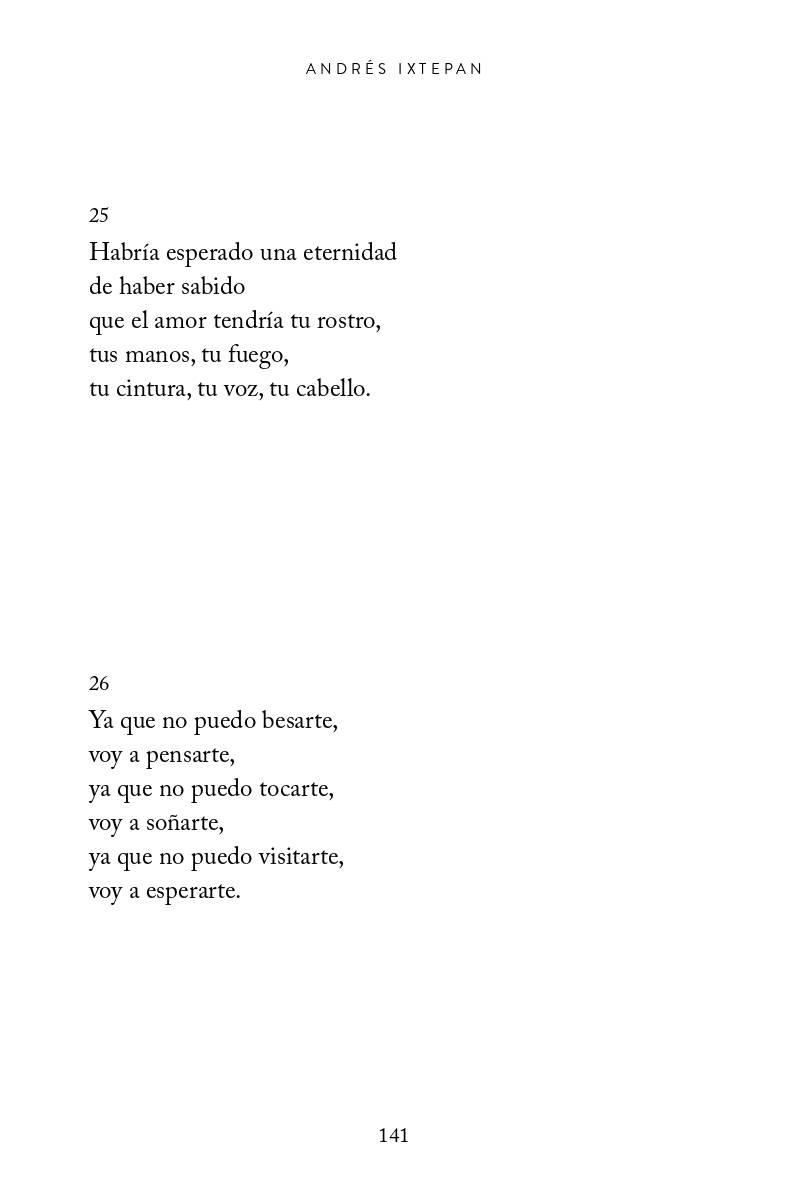 ANDRÉS IXTEPAN
25
Habría esperado una eternidad
de haber sabido
que el amor tendría tu rostro,
tus manos, tu fuego,
tu cintura, tu voz, tu cabello.
26
Ya que no puedo besarte,
voy a pensarte,
ya que no puedo tocarte,
voy a soñarte,
ya que no puedo visitarte,
voy a esperarte.
141